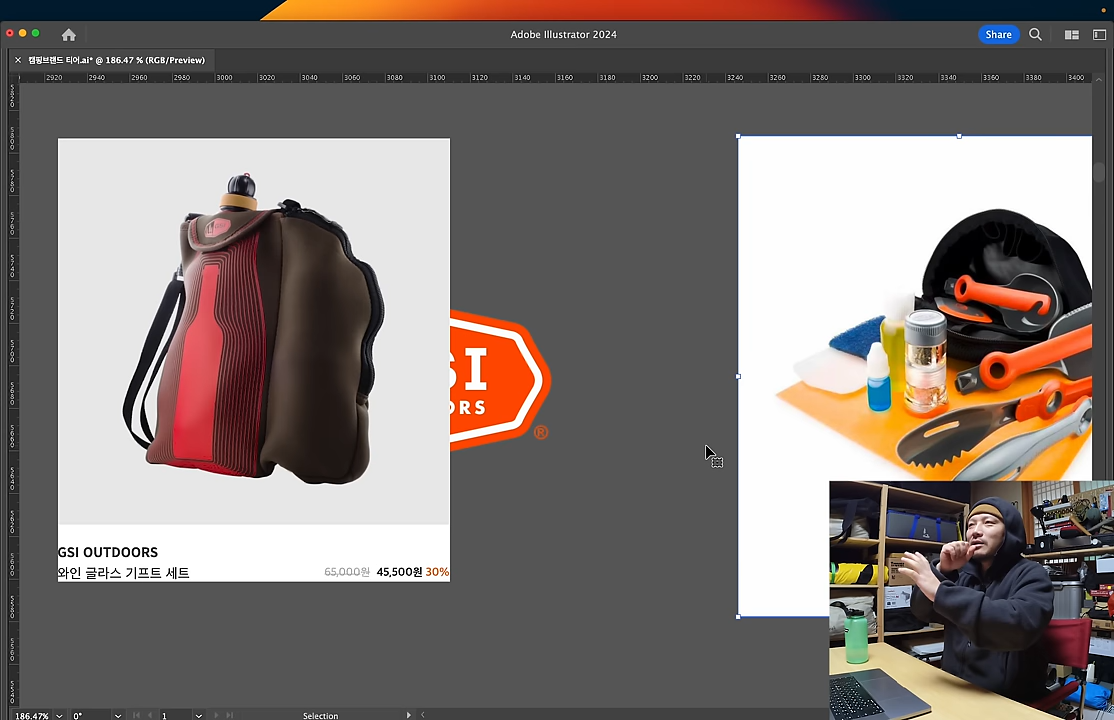 Adobe Illustrator 2024
Share
× 캠핑브랜드 티어.ai* @ 186.47 % (RGB/Preview)
2920 2940 2960 2980 3000 3020 3040 3060 3080 3100 3120 3140 3160 3180 3200 3220 3240 3260 3280 3300 3320 3340 3360 3380 3400
SI
ORS
®
GSI OUTDOORS
와인 글라스 기프트 세트
65,000원 45,500원 30%
186.47% 0° 1 Selection